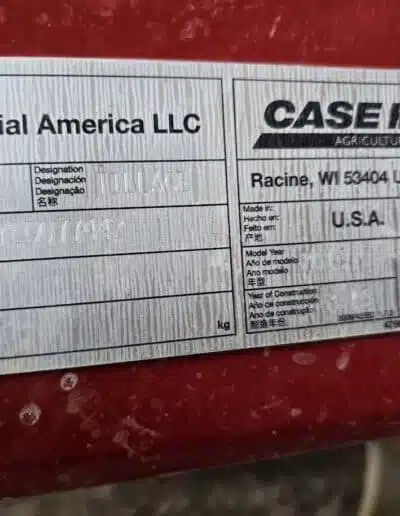 ial America LLC
Designation
Designación
Designação
名称
kg
CASE
AGRICULTU
Racine, WI 53404 U
Made in:
Hecho en:
Feito em:
产地
U.S.A.
Model Year
Año de modelo
Ano modelo
年型
Year of Construction
Año de construcción
Ano de construção
制造年份